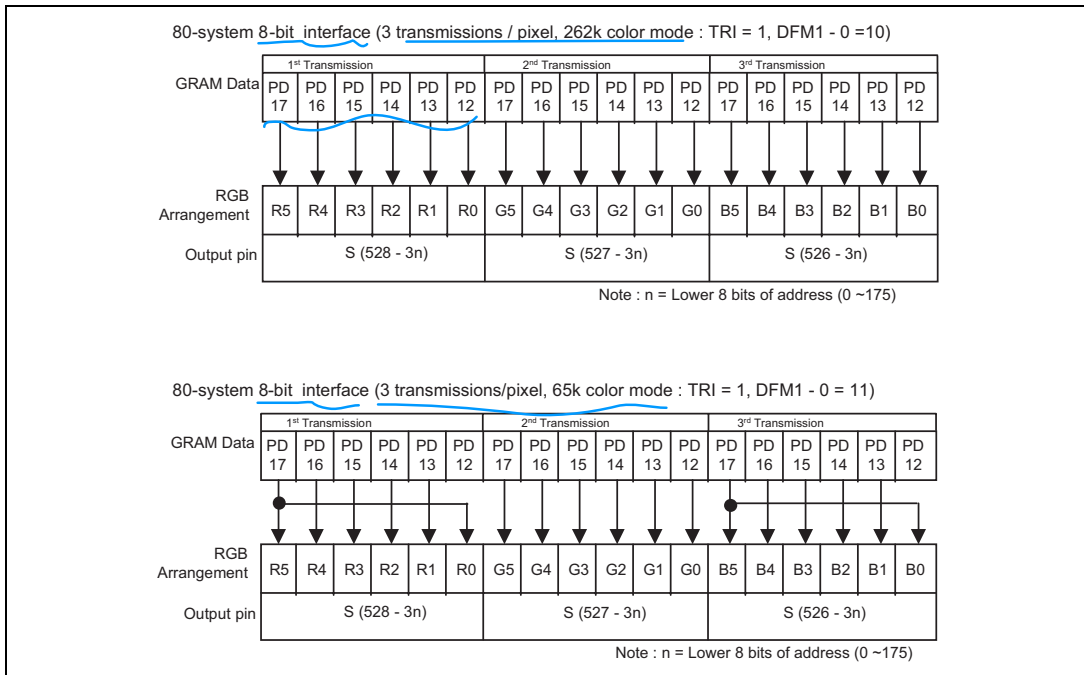 80-system 8-bit interface (3 transmissions / pixel, 262k color mode : TRI = 1, DFM1 - 0 =10)
1st Transmission 2nd Transmission 3rd Transmission
GRAM Data PD 17 PD 16 PD 15 PD 14 PD 13 PD 12 PD 17 PD 16 PD 15 PD 14 PD 13 PD 12 PD 17 PD 16 PD 15 PD 14 PD 13 PD 12
RGB Arrangement R5 R4 R3 R2 R1 R0 G5 G4 G3 G2 G1 G0 B5 B4 B3 B2 B1 B0
Output pin S (528 - 3n) S (527 - 3n) S (526 - 3n)
Note : n = Lower 8 bits of address (0 ~175)
80-system 8-bit interface (3 transmissions/pixel, 65k color mode : TRI = 1, DFM1 - 0 = 11)
1st Transmission 2nd Transmission 3rd Transmission
GRAM Data PD 17 PD 16 PD 15 PD 14 PD 13 PD 12 PD 17 PD 16 PD 15 PD 14 PD 13 PD 12 PD 17 PD 16 PD 15 PD 14 PD 13 PD 12
RGB Arrangement R5 R4 R3 R2 R1 R0 G5 G4 G3 G2 G1 G0 B5 B4 B3 B2 B1 B0
Output pin S (528 - 3n) S (527 - 3n) S (526 - 3n)
Note : n = Lower 8 bits of address (0 ~175)